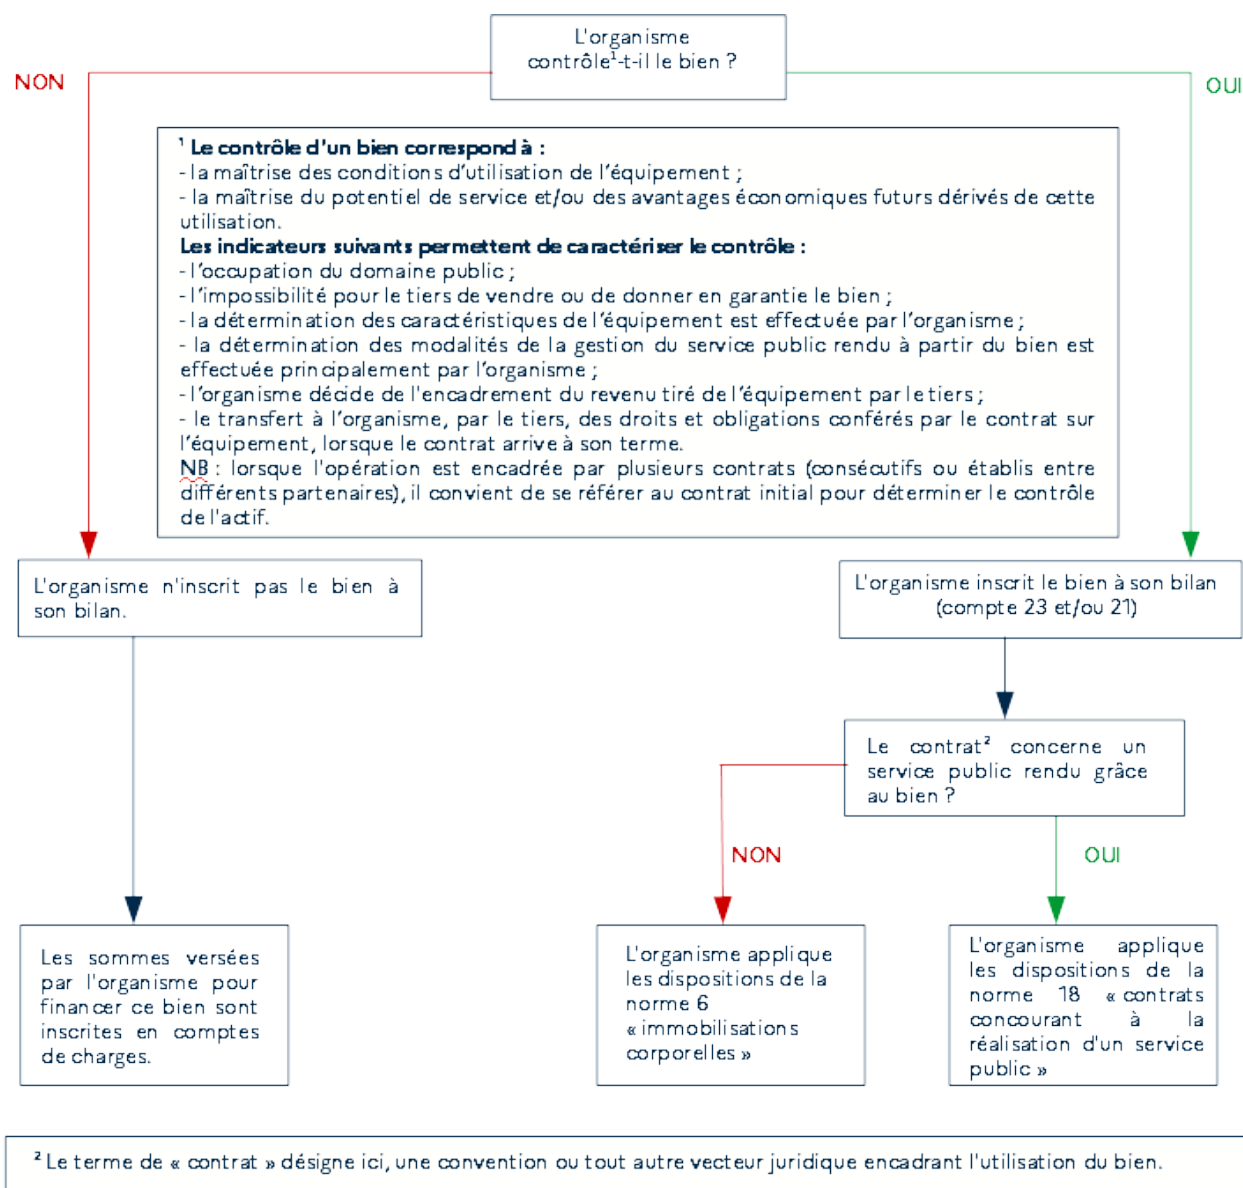 L'organisme
contrôle¹-t-il le bien ?
NON
OUI
¹ Le contrôle d'un bien correspond à :
- la maîtrise des conditions d'utilisation de l'équipement ;
- la maîtrise du potentiel de service et/ou des avantages économiques futurs dérivés de cette
utilisation.
Les indicateurs suivants permettent de caractériser le contrôle :
- l'occupation du domaine public ;
- l'impossibilité pour le tiers de vendre ou de donner en garantie le bien ;
- la détermination des caractéristiques de l'équipement est effectuée par l'organisme ;
- la détermination des modalités de la gestion du service public rendu à partir du bien est
effectuée principalement par l'organisme ;
- l'organisme décide de l'encadrement du revenu tiré de l'équipement par le tiers ;
- le transfert à l'organisme, par le tiers, des droits et obligations conférés par le contrat sur
l'équipement, lorsque le contrat arrive à son terme.
NB : lorsque l'opération est encadrée par plusieurs contrats (consécutifs ou établis entre
différents partenaires), il convient de se référer au contrat initial pour déterminer le contrôle
de l'actif.
L'organisme n'inscrit pas le bien à
son bilan.
L'organisme inscrit le bien à son bilan
(compte 23 et/ou 21)
Le contrat² concerne un
service public rendu grâce
au bien ?
NON
OUI
Les sommes versées
par l'organisme pour
financer ce bien sont
inscrites en comptes
de charges.
L'organisme applique
les dispositions de la
norme 6
« immobilisations
corporelles »
L'organisme applique
les dispositions de la
norme 18 « contrats
concourant à la
réalisation d'un service
public »
² Le terme de « contrat » désigne ici, une convention ou tout autre vecteur juridique encadrant l'utilisation du bien.